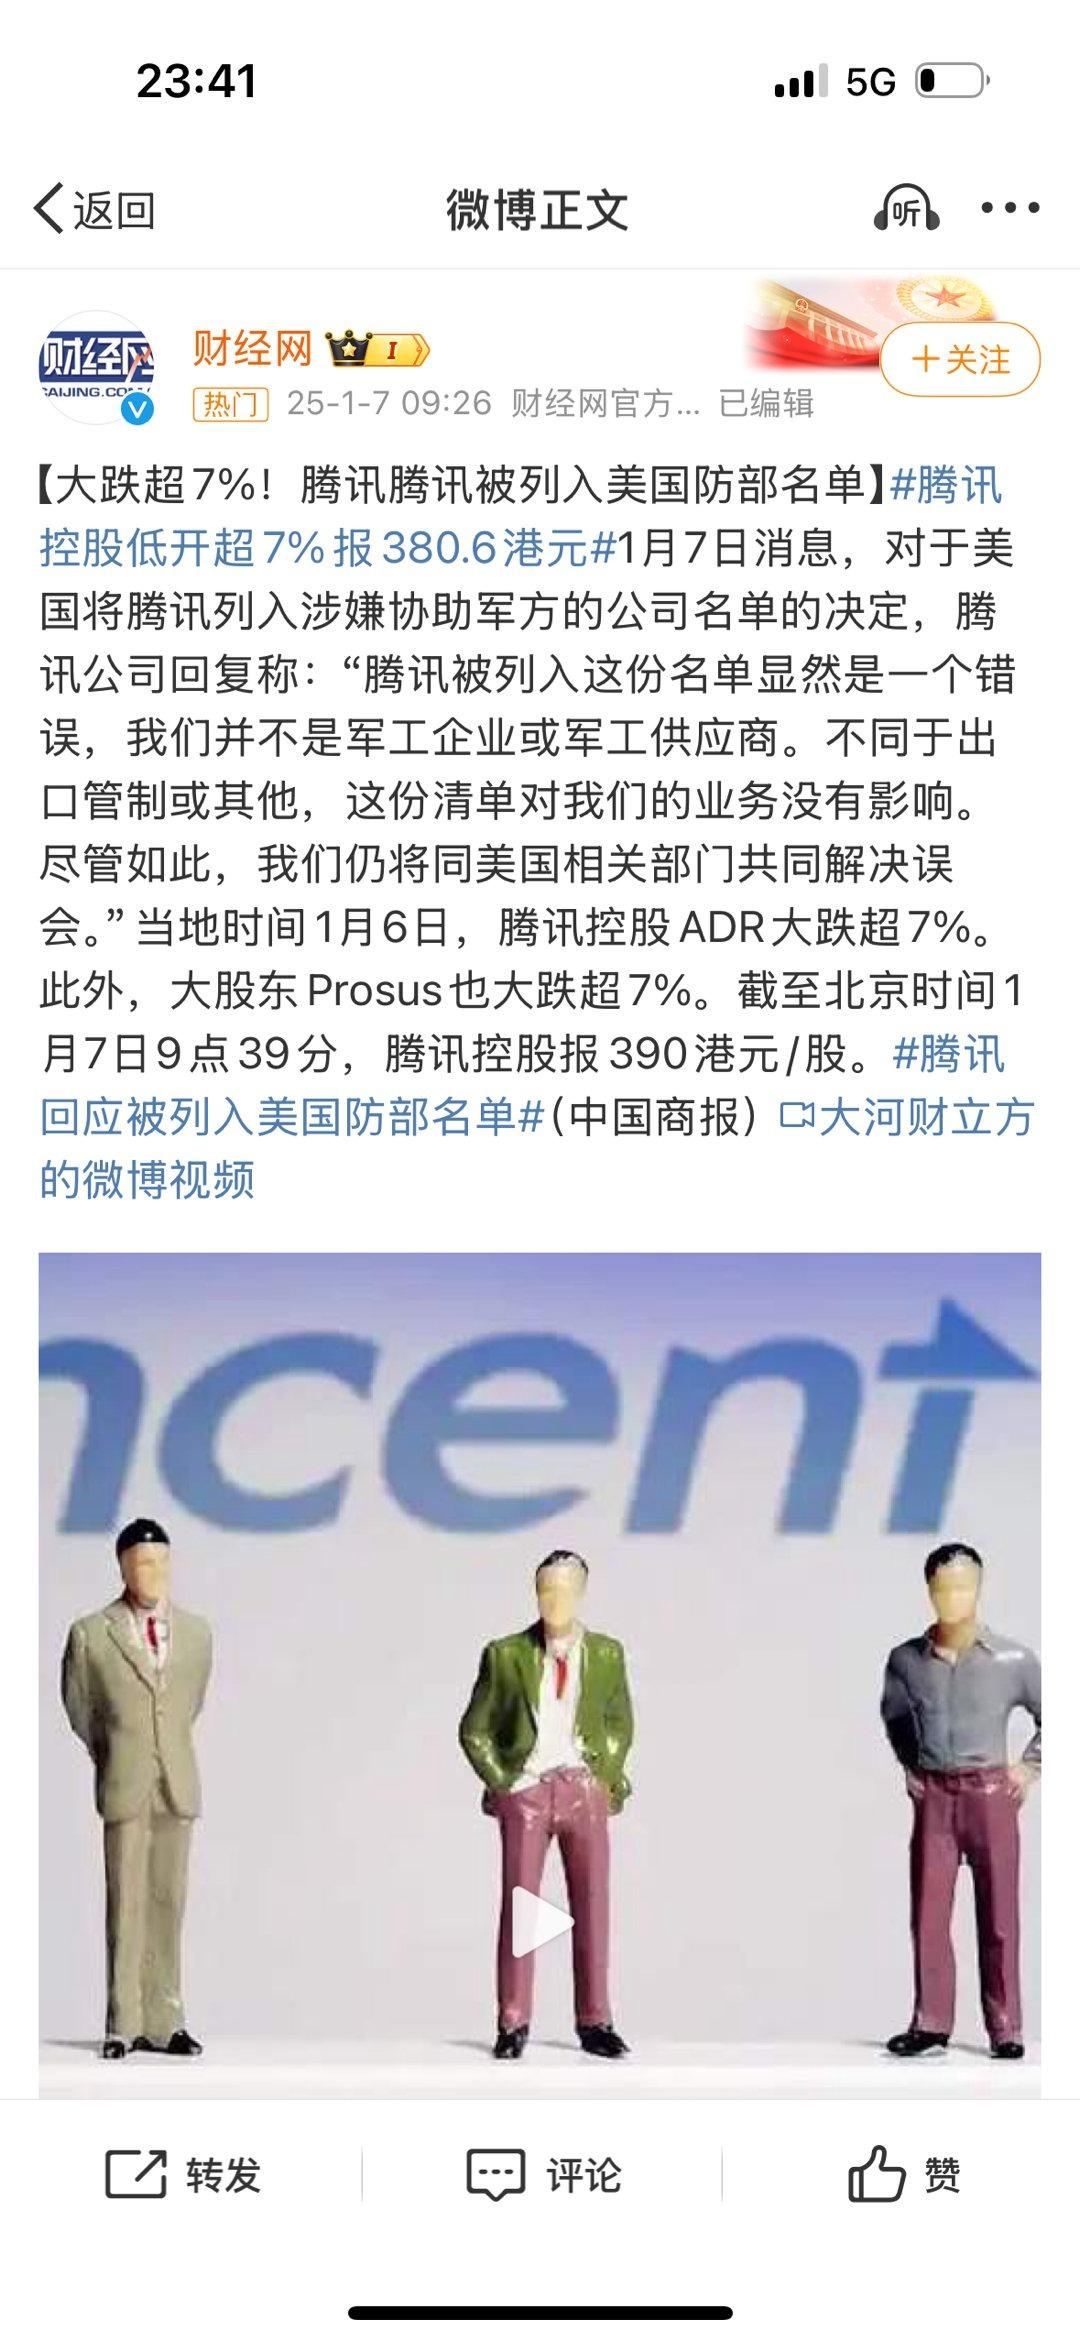 23:41
5G
返回
微博正文
听
财经网
CAIJING.COM
财经网 I
+关注
热门 25-1-7 09:26 财经网官方... 已编辑
【大跌超7%！腾讯腾讯被列入美国防部名单】#腾讯
控股低开超7%报380.6港元#1月7日消息，对于美
国将腾讯列入涉嫌协助军方的公司名单的决定，腾
讯公司回复称：“腾讯被列入这份名单显然是一个错
误，我们并不是军工企业或军工供应商。不同于出
口管制或其他，这份清单对我们的业务没有影响。
尽管如此，我们仍将同美国相关部门共同解决误
会。”当地时间1月6日，腾讯控股ADR大跌超7%。
此外，大股东Prosus也大跌超7%。截至北京时间1
月7日9点39分，腾讯控股报390港元/股。#腾讯
回应被列入美国防部名单#（中国商报）大河财立方
的微博视频
ncent
转发
评论
赞